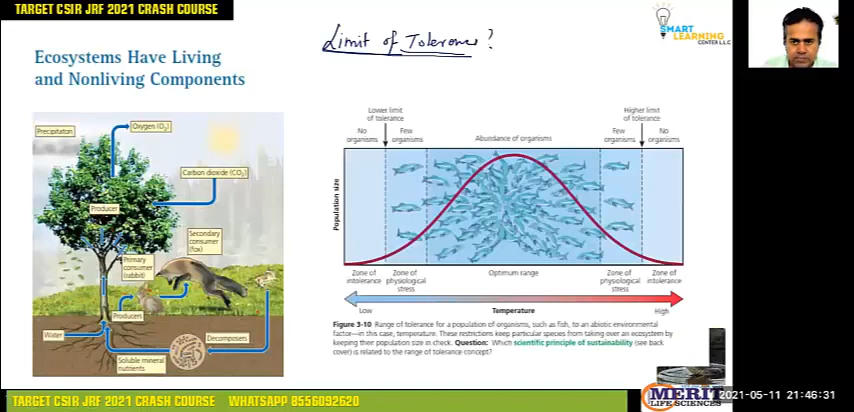 TARGET CSIR JRF 2021 CRASH COURSE
Limit of Tolerance?
SMART
LEARNING
CENTER L.L.C
Ecosystems Have Living
and Nonliving Components
Precipitaton
Oxygen (O₂)
Carbon dioxide (CO₂)
Producer
Secondary
consumer
(fox)
Primary
consumer
(rabbit)
Producers
Water
Decomposers
Soluble mineral
nutrients
Lower limit
of tolerance
Higher limit
of tolerance
No
organisms
Few
organisms
Abundance of organisms
Few
organisms
No
organisms
Population size
Zone of
intolerance
Zone of
physiological
stress
Optimum range
Zone of
physiological
stress
Zone of
intolerance
Low
Temperature
High
Figure 3-10 Range of tolerance for a population of organisms, such as fish, to an abiotic environmental
factor—in this case, temperature. These restrictions keep particular species from taking over an ecosystem by
keeping their population size in check. Question: Which scientific principle of sustainability (see back
cover) is related to the range of tolerance concept?
TARGET CSIR JRF 2021 CRASH COURSE WHATSAPP 8556092620
MERIT
LIFE SCIENCES
2021-05-11 21:46:31